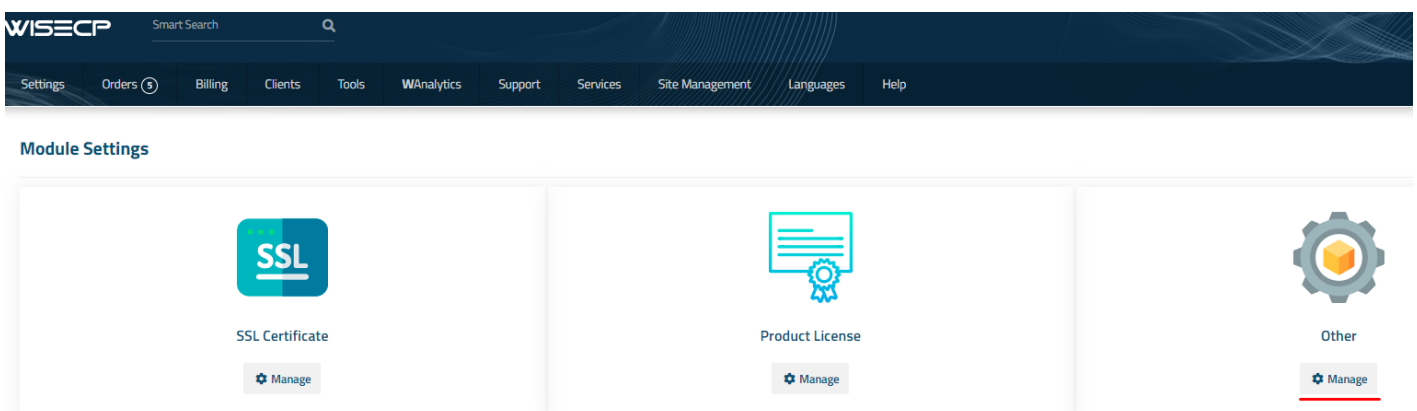 WISECP
Smart Search
Settings Orders 5 Billing Clients Tools WAnalytics Support Services Site Management Languages Help
Module Settings
SSL
SSL Certificate Product License Other
Manage Manage Manage